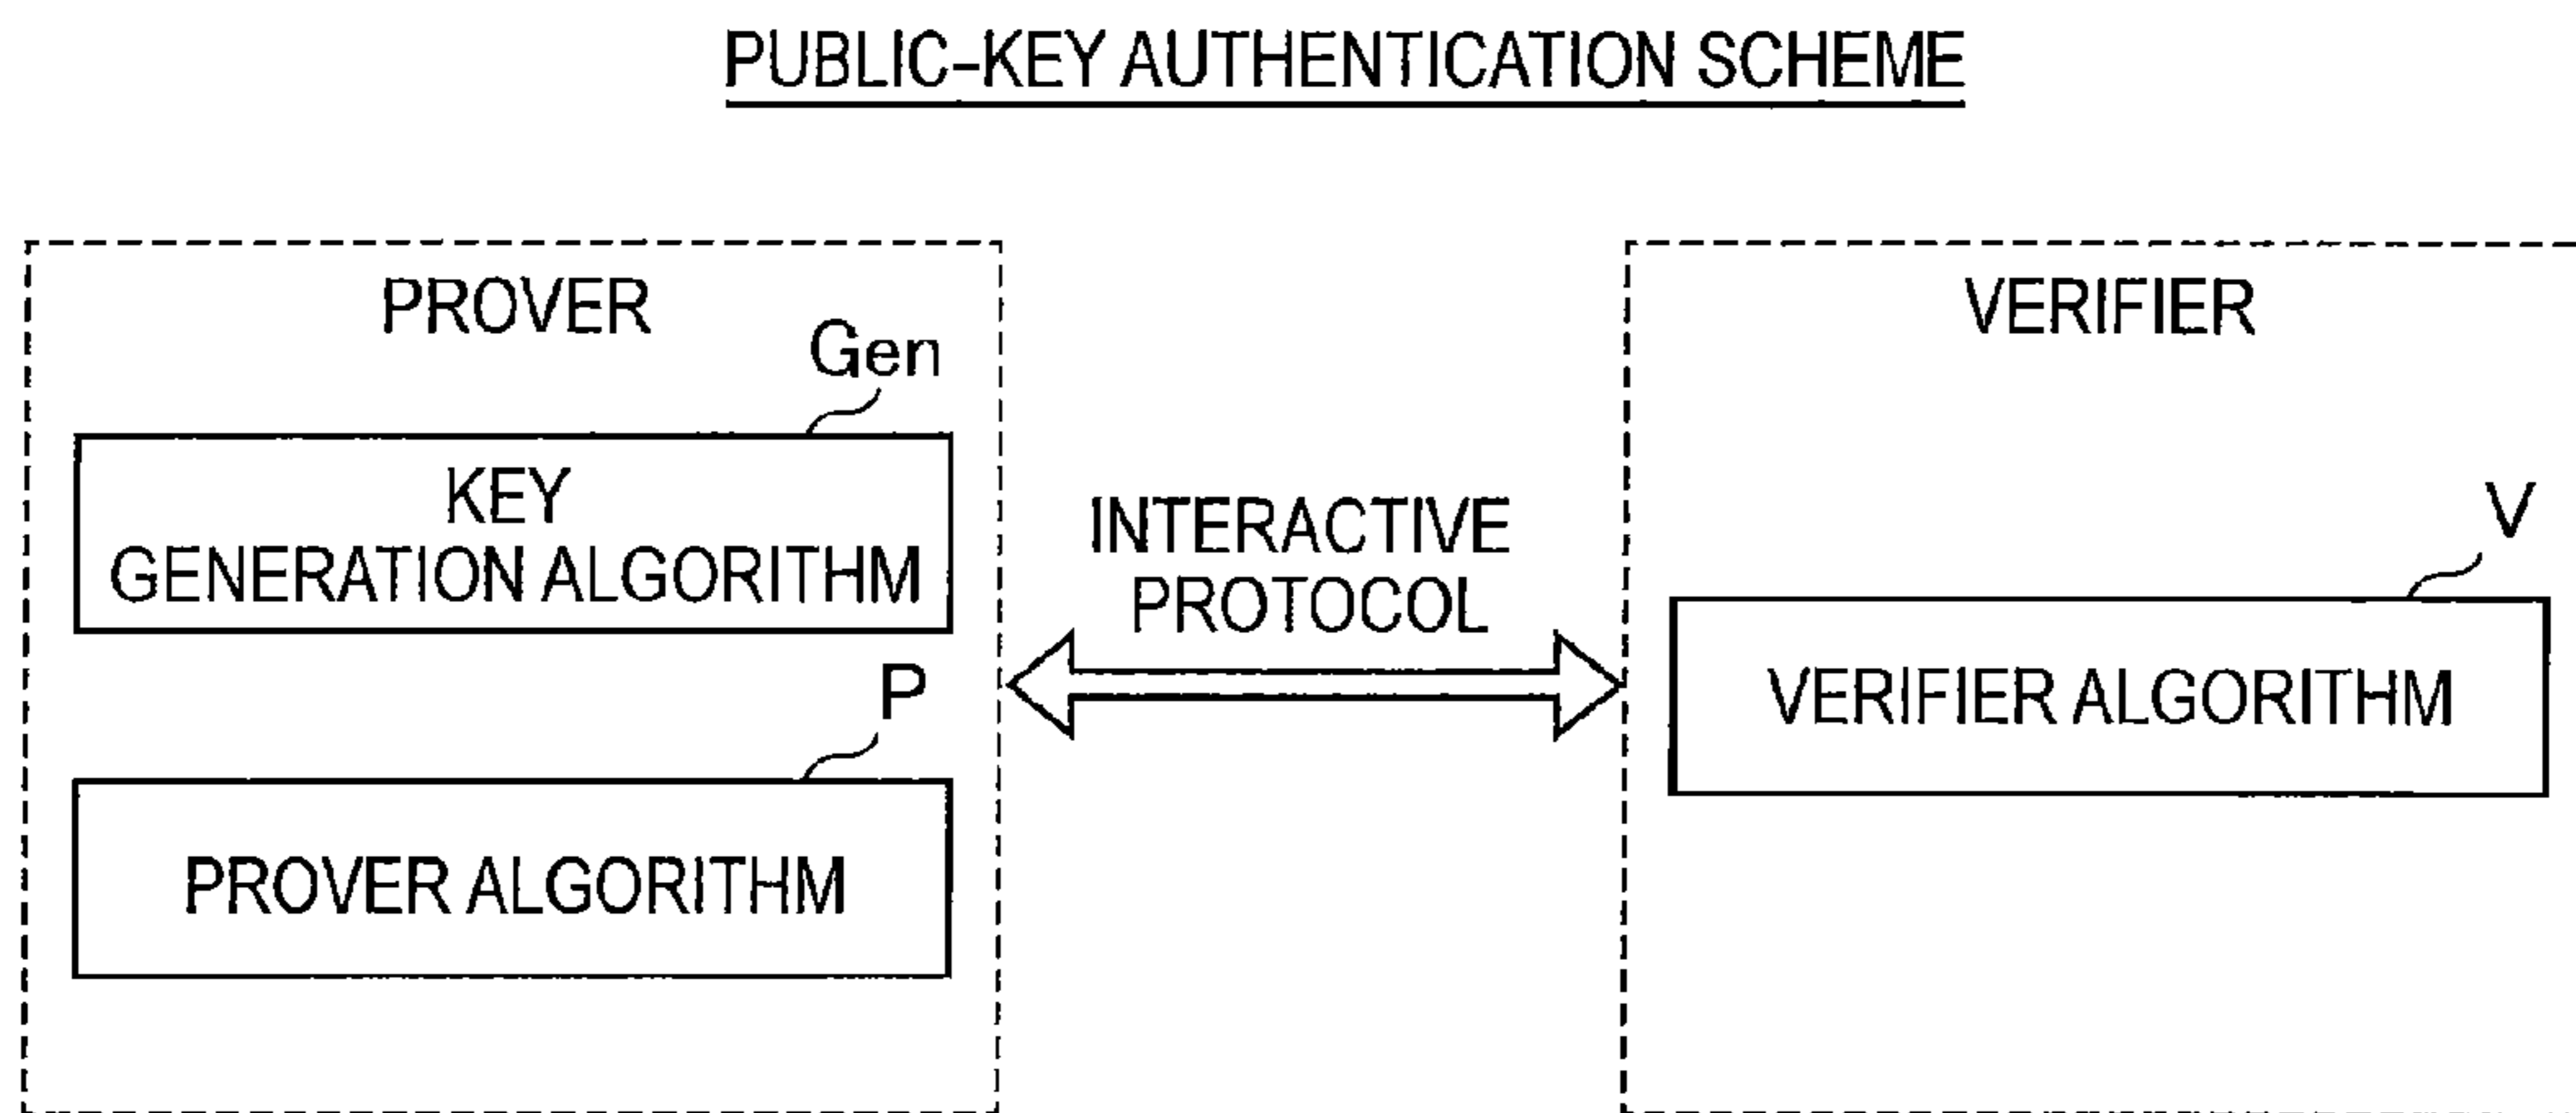 PUBLIC-KEY AUTHENTICATION SCHEME
PROVER
Gen
KEY
GENERATION ALGORITHM
P
PROVER ALGORITHM
INTERACTIVE
PROTOCOL
VERIFIER
V
VERIFIER ALGORITHM